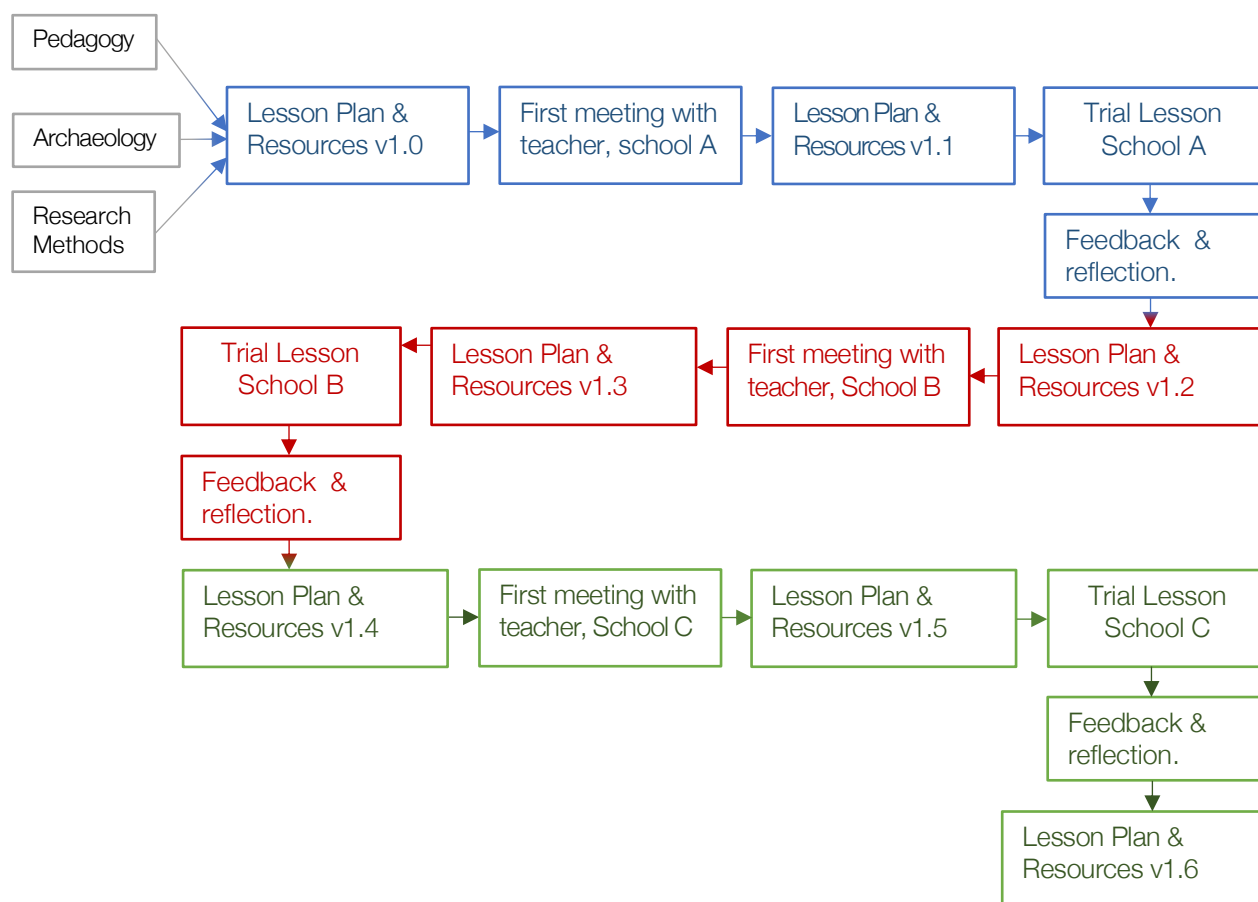 Pedagogy
Archaeology
Research
Methods
Lesson Plan &
Resources v1.0
First meeting with
teacher, school A
Lesson Plan &
Resources v1.1
Trial Lesson
School A
Feedback &
reflection.
Lesson Plan &
Resources v1.2
First meeting with
teacher, School B
Lesson Plan &
Resources v1.3
Trial Lesson
School B
Feedback &
reflection.
Lesson Plan &
Resources v1.4
First meeting with
teacher, School C
Lesson Plan &
Resources v1.5
Trial Lesson
School C
Feedback &
reflection.
Lesson Plan &
Resources v1.6